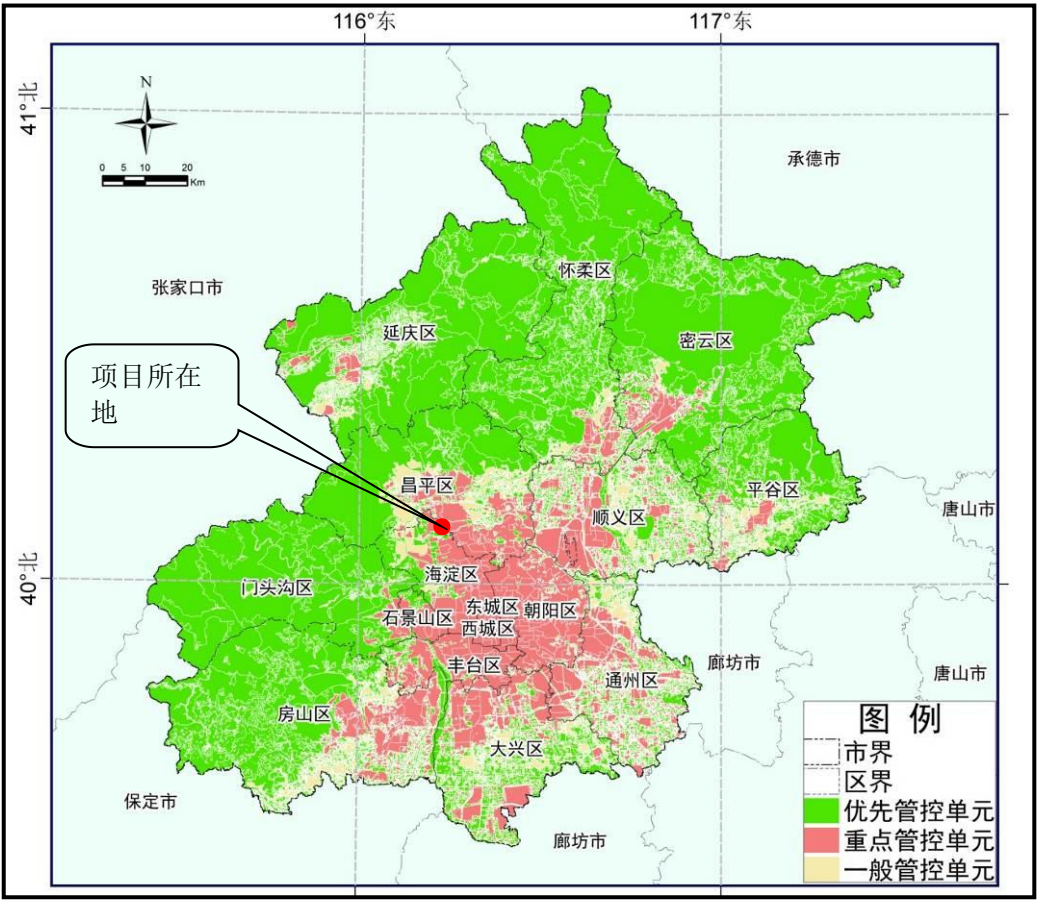 116°东
117°东
41°北
N
0 5 10 20
Km
承德市
怀柔区
张家口市
延庆区
密云区
项目所在
地
昌平区
平谷区
顺义区
唐山市
40°北
海淀区
门头沟区
东城区
朝阳区
石景山区
西城区
丰台区
廊坊市
唐山市
通州区
房山区
大兴区
保定市
廊坊市
图 例
市界
区界
优先管控单元
重点管控单元
一般管控单元